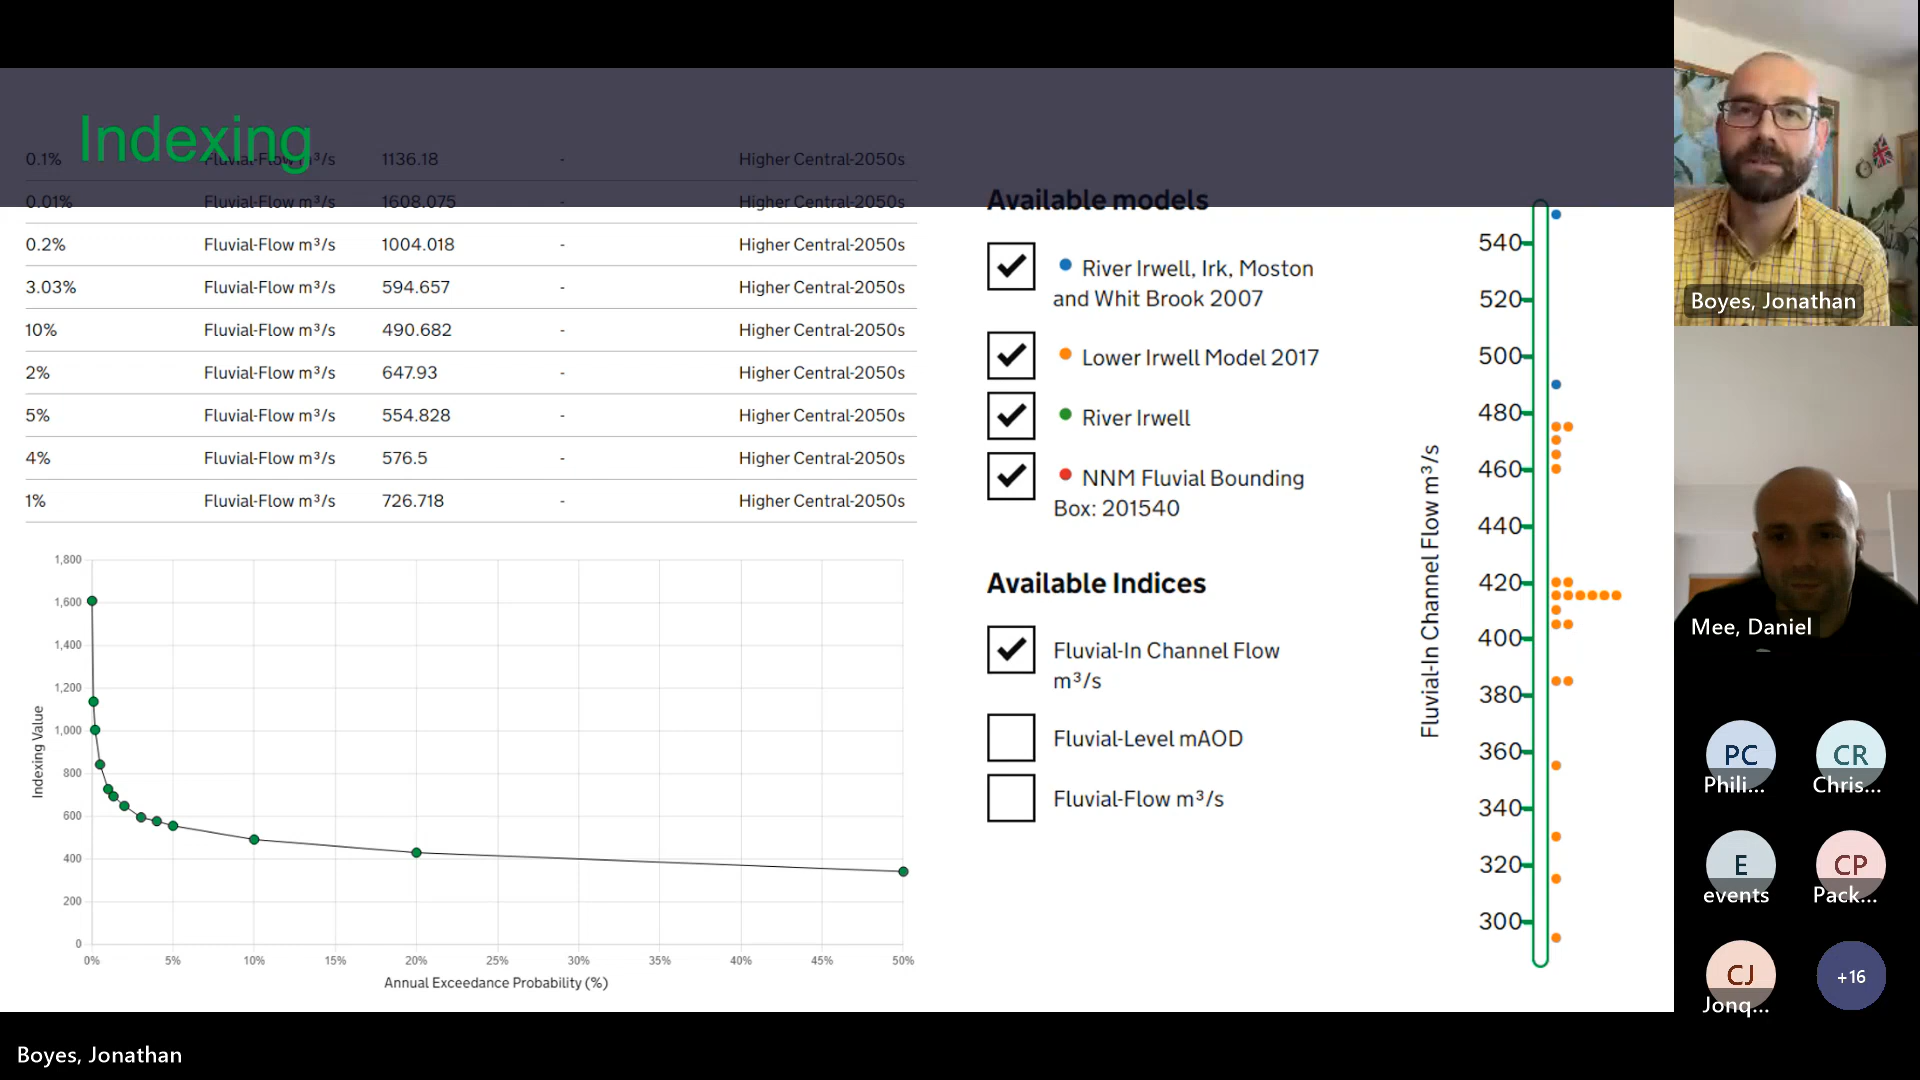 Indexing
0.1% Fluvial-Flow m³/s 1136.18 - Higher Central-2050s
0.01% Fluvial-Flow m³/s 1608.075 - Higher Central-2050s
0.2% Fluvial-Flow m³/s 1004.018 - Higher Central-2050s
3.03% Fluvial-Flow m³/s 594.657 - Higher Central-2050s
10% Fluvial-Flow m³/s 490.682 - Higher Central-2050s
2% Fluvial-Flow m³/s 647.93 - Higher Central-2050s
5% Fluvial-Flow m³/s 554.828 - Higher Central-2050s
4% Fluvial-Flow m³/s 576.5 - Higher Central-2050s
1% Fluvial-Flow m³/s 726.718 - Higher Central-2050s
1,800
1,600
1,400
1,200
1,000
800
600
400
200
0
Indexing Value
0% 5% 10% 15% 20% 25% 30% 35% 40% 45% 50%
Annual Exceedance Probability (%)
Available models
River Irwell, Irk, Moston
and Whit Brook 2007
Lower Irwell Model 2017
River Irwell
NNM Fluvial Bounding
Box: 201540
Available Indices
Fluvial-In Channel Flow
m³/s
Fluvial-Level mAOD
Fluvial-Flow m³/s
Fluvial-In Channel Flow m³/s
540
520
500
480
460
440
420
400
380
360
340
320
300
Boyes, Jonathan
Mee, Daniel
PC
Phili...
CR
Chris...
E
events
CP
Pack...
CJ
Jonq...
+16
Boyes, Jonathan